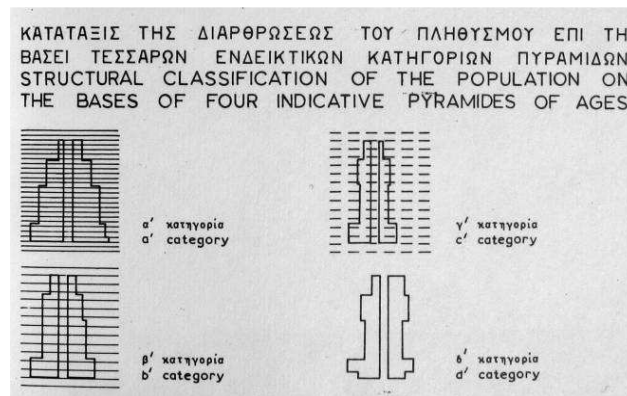 ΚΑΤΑΤΑΞΙΣ ΤΗΣ ΔΙΑΡΘΡΩΣΕΩΣ ΤΟΥ ΠΛΗΘΥΣΜΟΥ ΕΠΙ ΤΗ
ΒΑΣΕΙ ΤΕΣΣΑΡΩΝ ΕΝΔΕΙΚΤΙΚΩΝ ΚΑΤΗΓΟΡΙΩΝ ΠΥΡΑΜΙΔΩΝ
STRUCTURAL CLASSIFICATION OF THE POPULATION ON
THE BASES OF FOUR INDICATIVE PYRAMIDES OF AGES
α' κατηγορία
a' category
γ' κατηγορία
c' category
β' κατηγορία
b' category
δ' κατηγορία
d' category